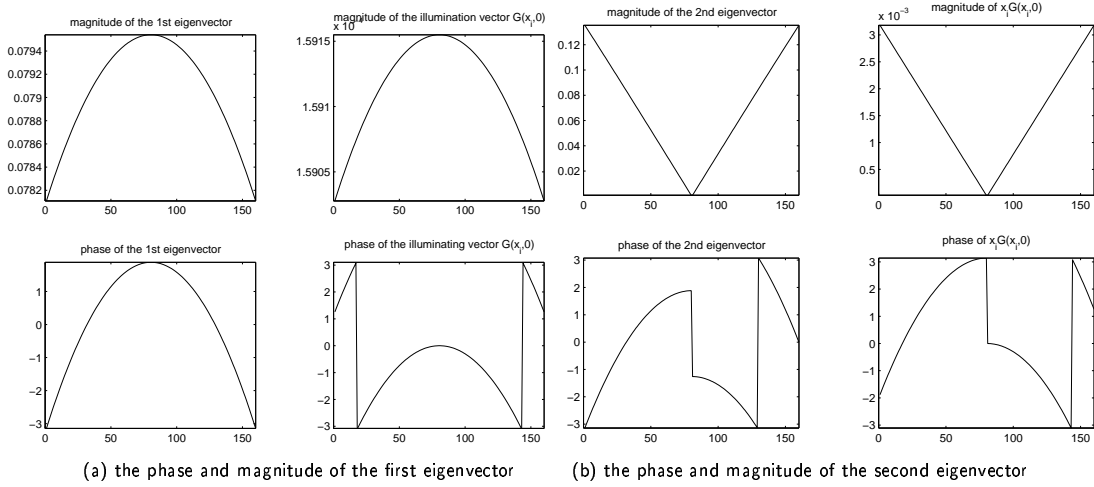 magnitude of the 1st eigenvector
0.0794
0.0792
0.079
0.0788
0.0786
0.0784
0.0782
0 50 100 150
magnitude of the illumination vector G(x_i,0)
1.5915
1.591
1.5905
0 50 100 150
magnitude of the 2nd eigenvector
0.12
0.1
0.08
0.06
0.04
0.02
0 50 100 150
magnitude of x_iG(x_i,0)
x 10^-3
3
2.5
2
1.5
1
0.5
0 50 100 150
phase of the 1st eigenvector
1
0
-1
-2
-3
0 50 100 150
phase of the illuminating vector G(x_i,0)
3
2
1
0
-1
-2
-3
0 50 100 150
phase of the 2nd eigenvector
3
2
1
0
-1
-2
-3
0 50 100 150
phase of x_iG(x_i,0)
3
2
1
0
-1
-2
-3
0 50 100 150
(a) the phase and magnitude of the first eigenvector
(b) the phase and magnitude of the second eigenvector